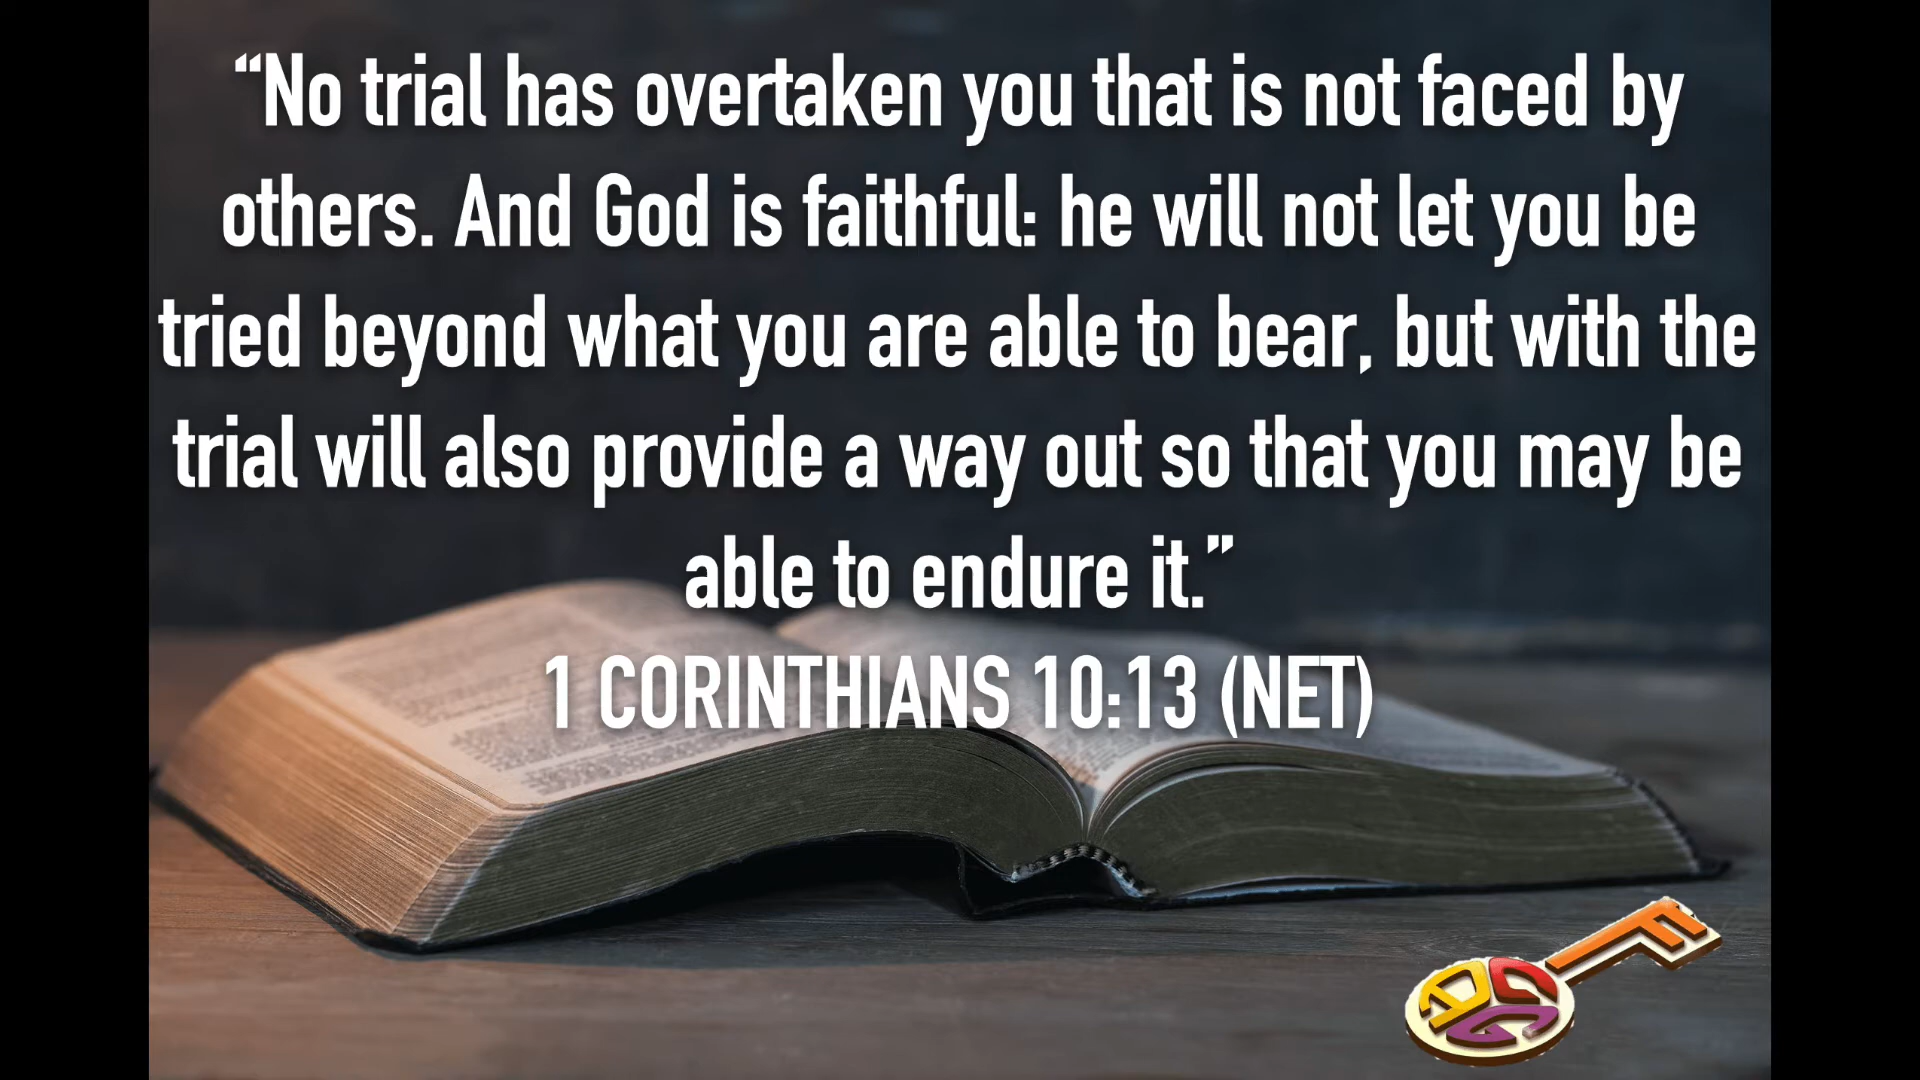 “No trial has overtaken you that is not faced by
others. And God is faithful: he will not let you be
tried beyond what you are able to bear, but with the
trial will also provide a way out so that you may be
able to endure it.”
1 CORINTHIANS 10:13 (NET)